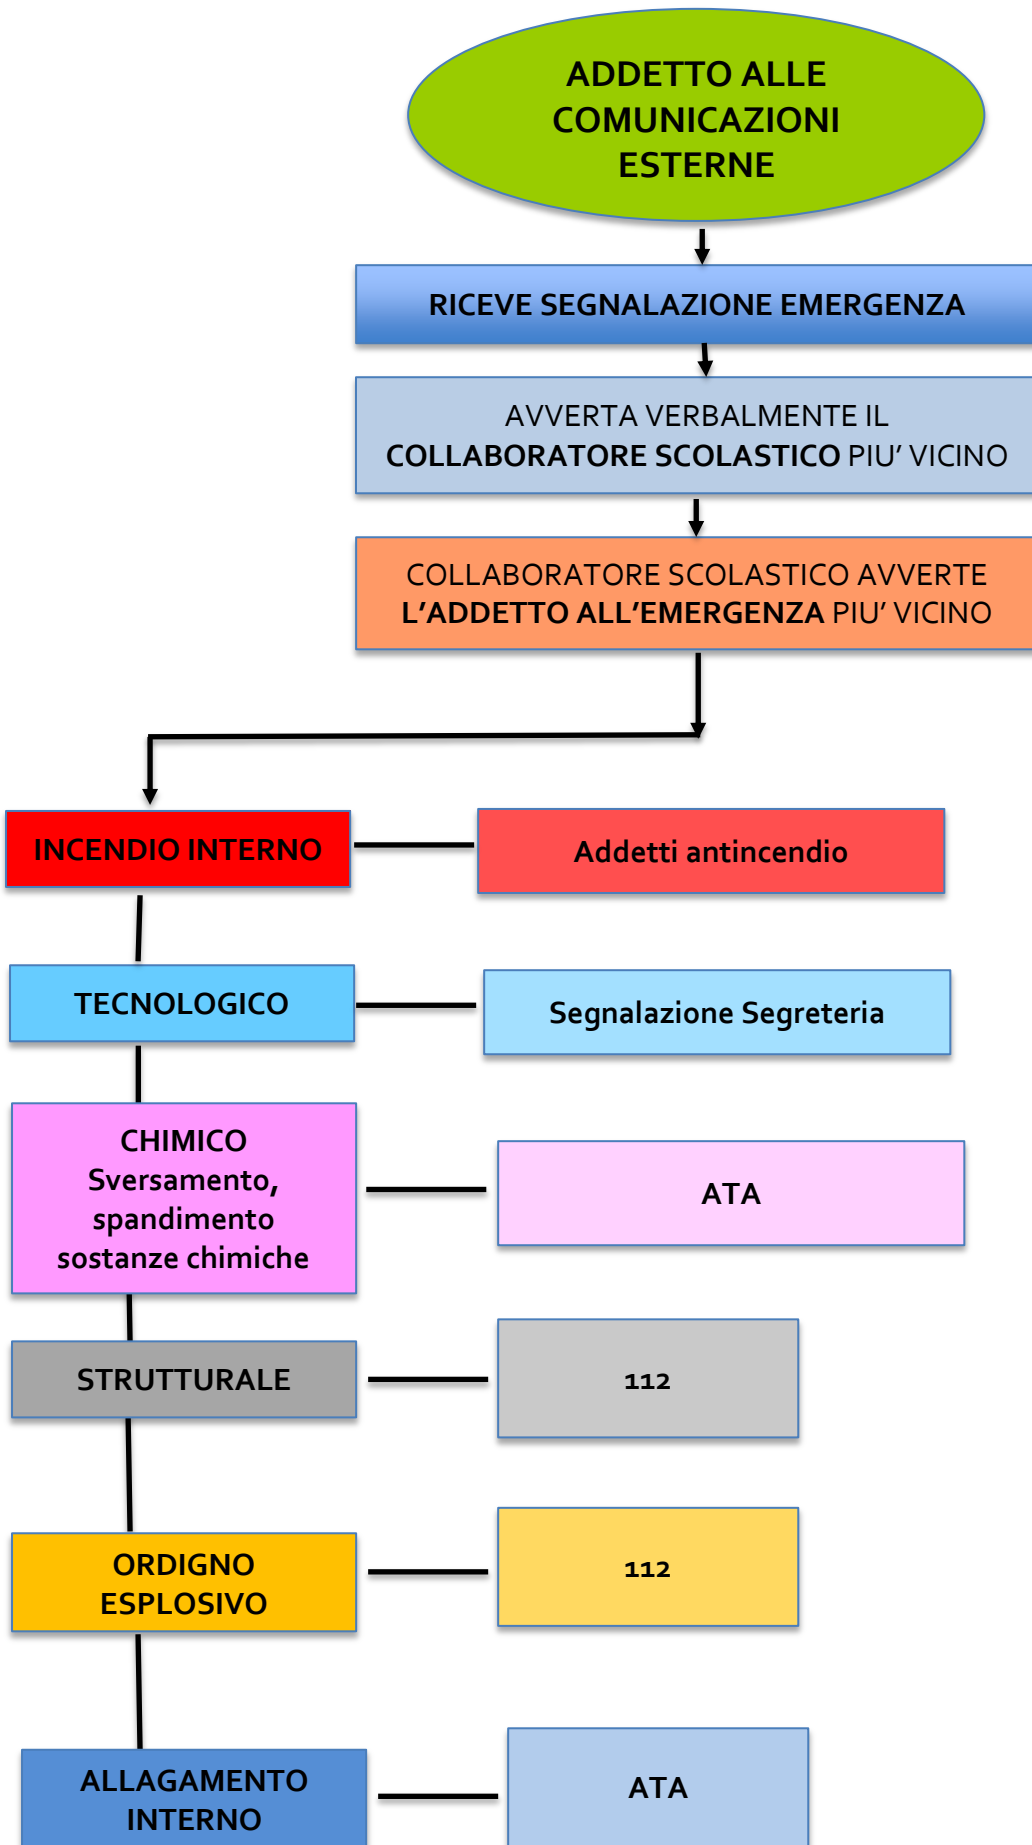 ADDETTO ALLE
COMUNICAZIONI
ESTERNE
RICEVE SEGNALAZIONE EMERGENZA
AVVERTA VERBALMENTE IL
COLLABORATORE SCOLASTICO PIU’ VICINO
COLLABORATORE SCOLASTICO AVVERTE
L’ADDETTO ALL’EMERGENZA PIU’ VICINO
INCENDIO INTERNO
Addetti antincendio
TECNOLOGICO
Segnalazione Segreteria
CHIMICO
Sversamento,
spandimento
sostanze chimiche
ATA
STRUTTURALE
112
ORDIGNO
ESPLOSIVO
112
ALLAGAMENTO
INTERNO
ATA